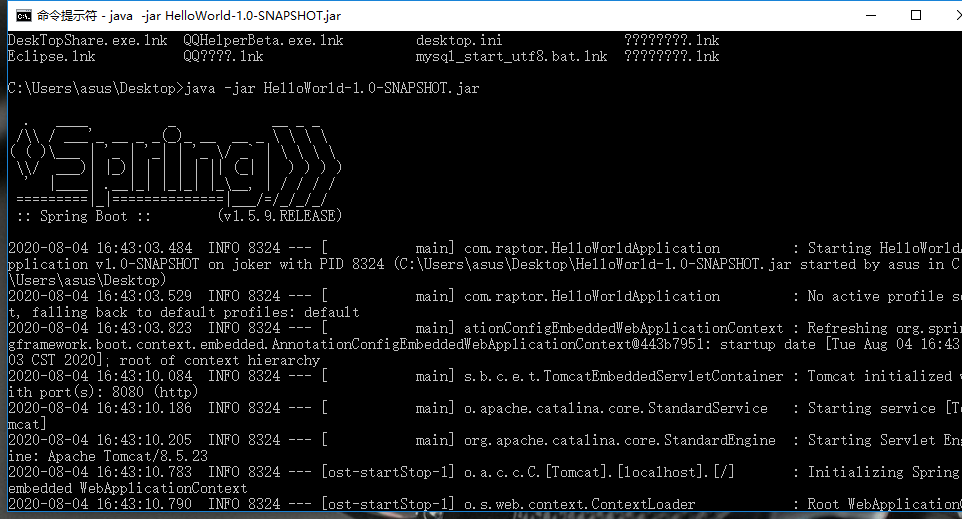 命令提示符 - java -jar HelloWorld-1.0-SNAPSHOT.jar
DeskTopShare.exe.lnk QQHelperBeta.exe.lnk desktop.ini ????????.lnk
Eclipse.lnk QQ????.lnk mysql_start_utf8.bat.lnk ????????.lnk
C:\Users\asus\Desktop>java -jar HelloWorld-1.0-SNAPSHOT.jar
Spring
:: Spring Boot :: (v1.5.9.RELEASE)
2020-08-04 16:43:03.484 INFO 8324 --- [ main] com.raptor.HelloWorldApplication : Starting HelloWorldA
pplication v1.0-SNAPSHOT on joker with PID 8324 (C:\Users\asus\Desktop\HelloWorld-1.0-SNAPSHOT.jar started by asus in C
\Users\asus\Desktop)
2020-08-04 16:43:03.529 INFO 8324 --- [ main] com.raptor.HelloWorldApplication : No active profile se
t, falling back to default profiles: default
2020-08-04 16:43:03.823 INFO 8324 --- [ main] ationConfigEmbeddedWebApplicationContext : Refreshing org.sprin
gframework.boot.context.embedded.AnnotationConfigEmbeddedWebApplicationContext@443b7951: startup date [Tue Aug 04 16:43
03 CST 2020]; root of context hierarchy
2020-08-04 16:43:10.084 INFO 8324 --- [ main] s.b.c.e.t.TomcatEmbeddedServletContainer : Tomcat initialized w
ith port(s): 8080 (http)
2020-08-04 16:43:10.186 INFO 8324 --- [ main] o.apache.catalina.core.StandardService : Starting service [To
mcat]
2020-08-04 16:43:10.205 INFO 8324 --- [ main] org.apache.catalina.core.StandardEngine : Starting Servlet Eng
ine: Apache Tomcat/8.5.23
2020-08-04 16:43:10.783 INFO 8324 --- [ost-startStop-1] o.a.c.c.C.[Tomcat].[localhost].[/] : Initializing Spring
embedded WebApplicationContext
2020-08-04 16:43:10.790 INFO 8324 --- [ost-startStop-1] o.s.web.context.ContextLoader : Root WebApplicationC